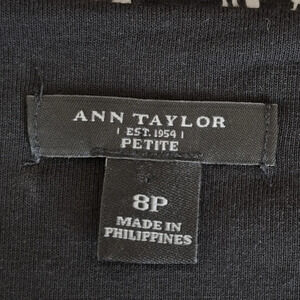 ANN TAYLOR
| EST. 1954 |
PETITE
8P
MADE IN
PHILIPPINES